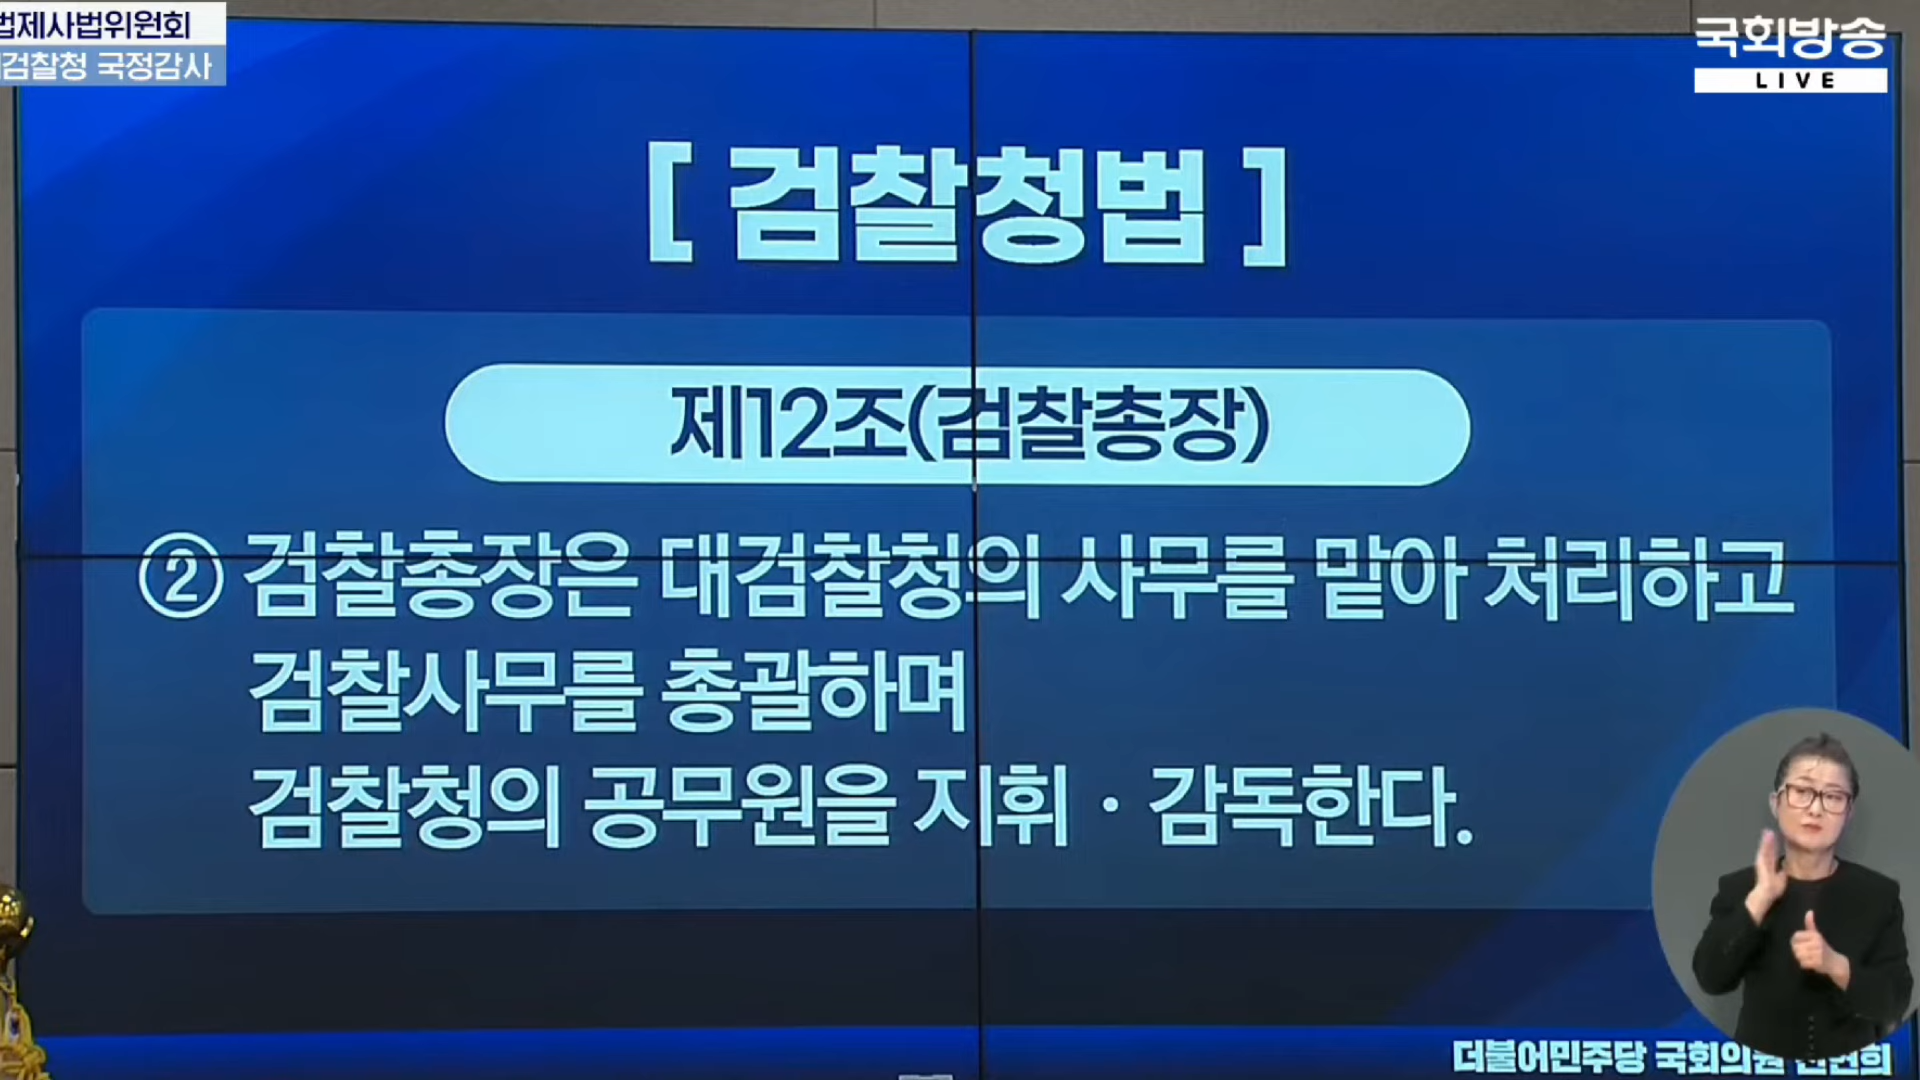 법제사법위원회
검찰청 국정감사
국회방송
LIVE
[ 검찰청법 ]
제12조(검찰총장)
② 검찰총장은 대검찰청의 사무를 맡아 처리하고
검찰사무를 총괄하며
검찰청의 공무원을 지휘·감독한다.
더불어민주당 국회의원